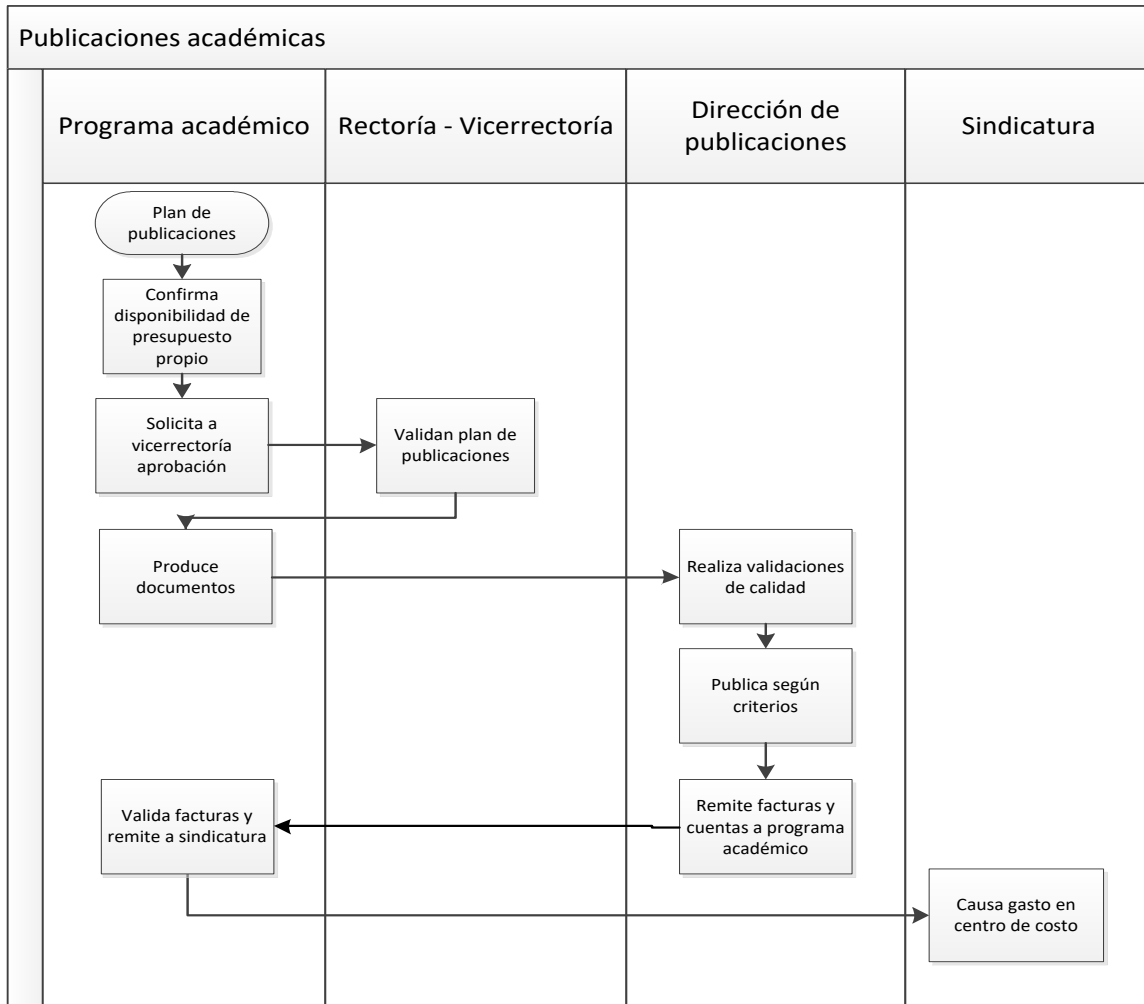 Publicaciones académicas
Programa académico
Rectoría - Vicerrectoría
Dirección de
publicaciones
Sindicatura
Plan de
publicaciones
Confirma
disponibilidad de
presupuesto
propio
Solicita a
vicerrectoría
aprobación
Validan plan de
publicaciones
Produce
documentos
Realiza validaciones
de calidad
Publica según
criterios
Remite facturas y
cuentas a programa
académico
Valida facturas y
remite a sindicatura
Causa gasto en
centro de costo